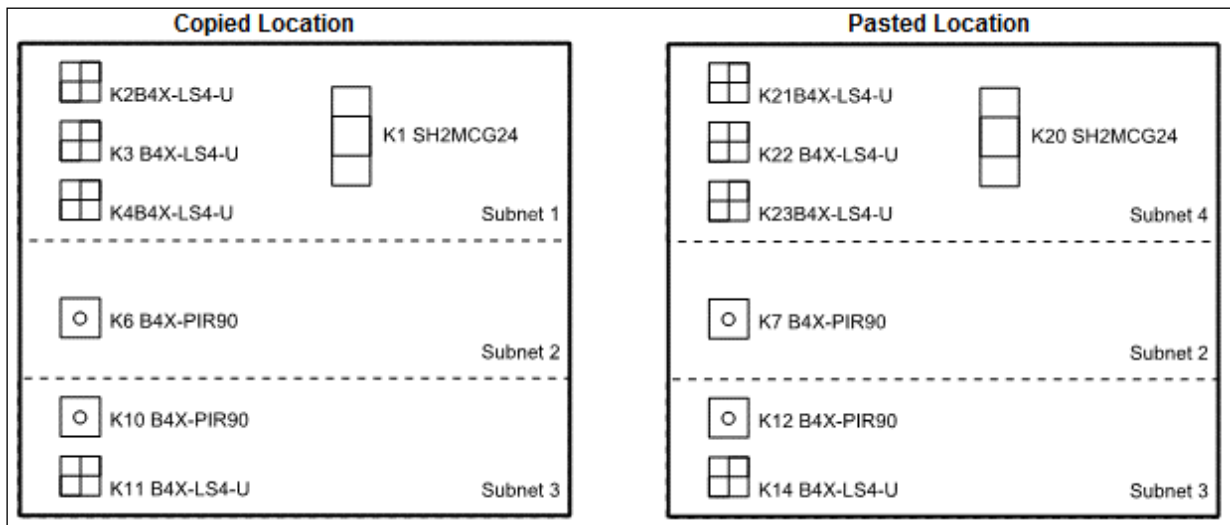 Copied Location
K2B4X-LS4-U
K1 SH2MCG24
K3 B4X-LS4-U
K4B4X-LS4-U
Subnet 1
K6 B4X-PIR90
Subnet 2
K10 B4X-PIR90
K11 B4X-LS4-U
Subnet 3
Pasted Location
K21B4X-LS4-U
K20 SH2MCG24
K22 B4X-LS4-U
K23B4X-LS4-U
Subnet 4
K7 B4X-PIR90
Subnet 2
K12 B4X-PIR90
K14 B4X-LS4-U
Subnet 3